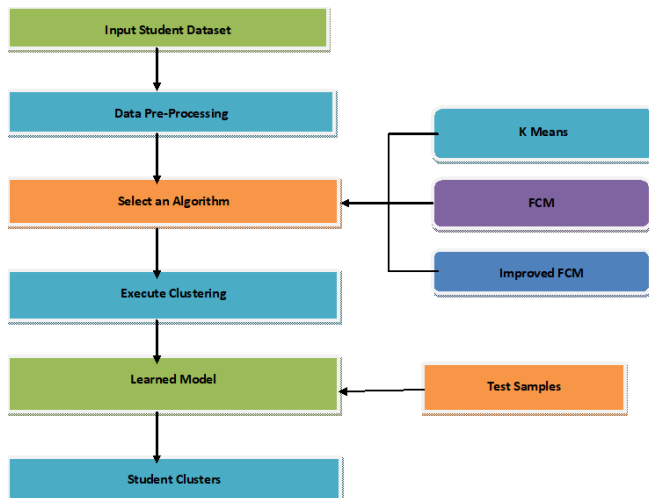 Input Student Dataset
Data Pre-Processing
K Means
Select an Algorithm
FCM
Improved FCM
Execute Clustering
Learned Model
Test Samples
Student Clusters